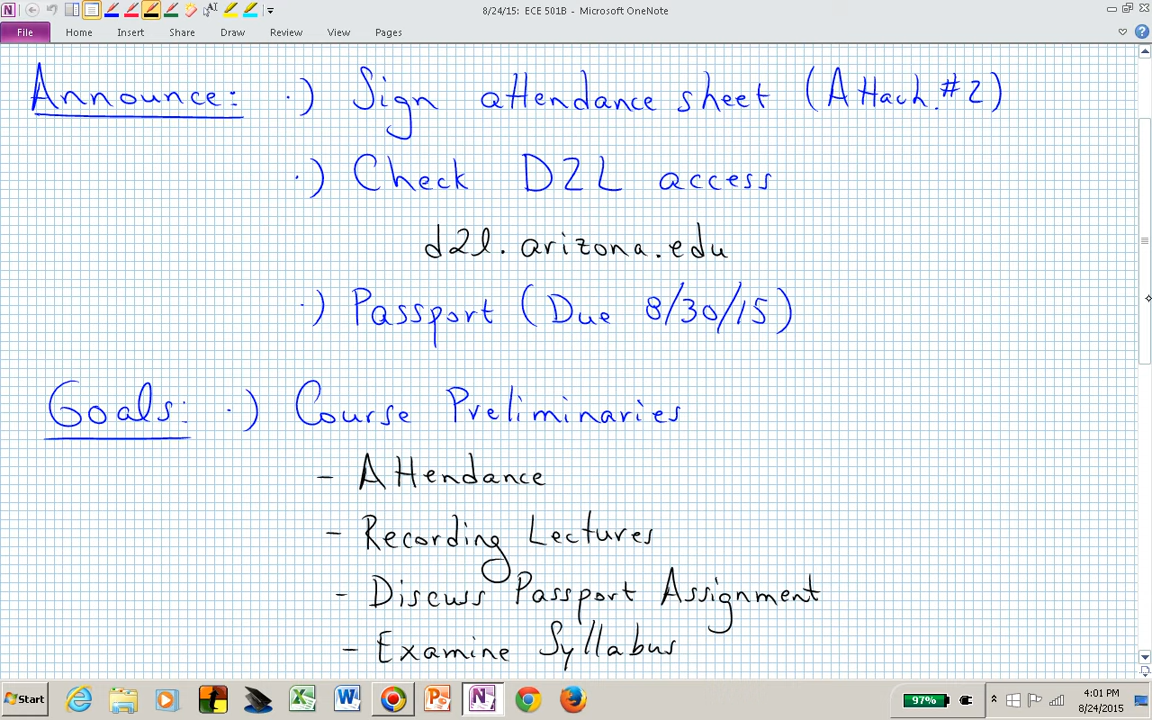 8/24/15: ECE 501B - Microsoft OneNote
File Home Insert Share Draw Review View Pages
Announce: ·) Sign attendance sheet (Attach. #2)
·) Check D2L access
d2l.arizona.edu
·) Passport (Due 8/30/15)
Goals: ·) Course Preliminaries
- Attendance
- Recording Lectures
- Discuss Passport Assignment
- Examine Syllabus
Start 97% 4:01 PM
8/24/2015